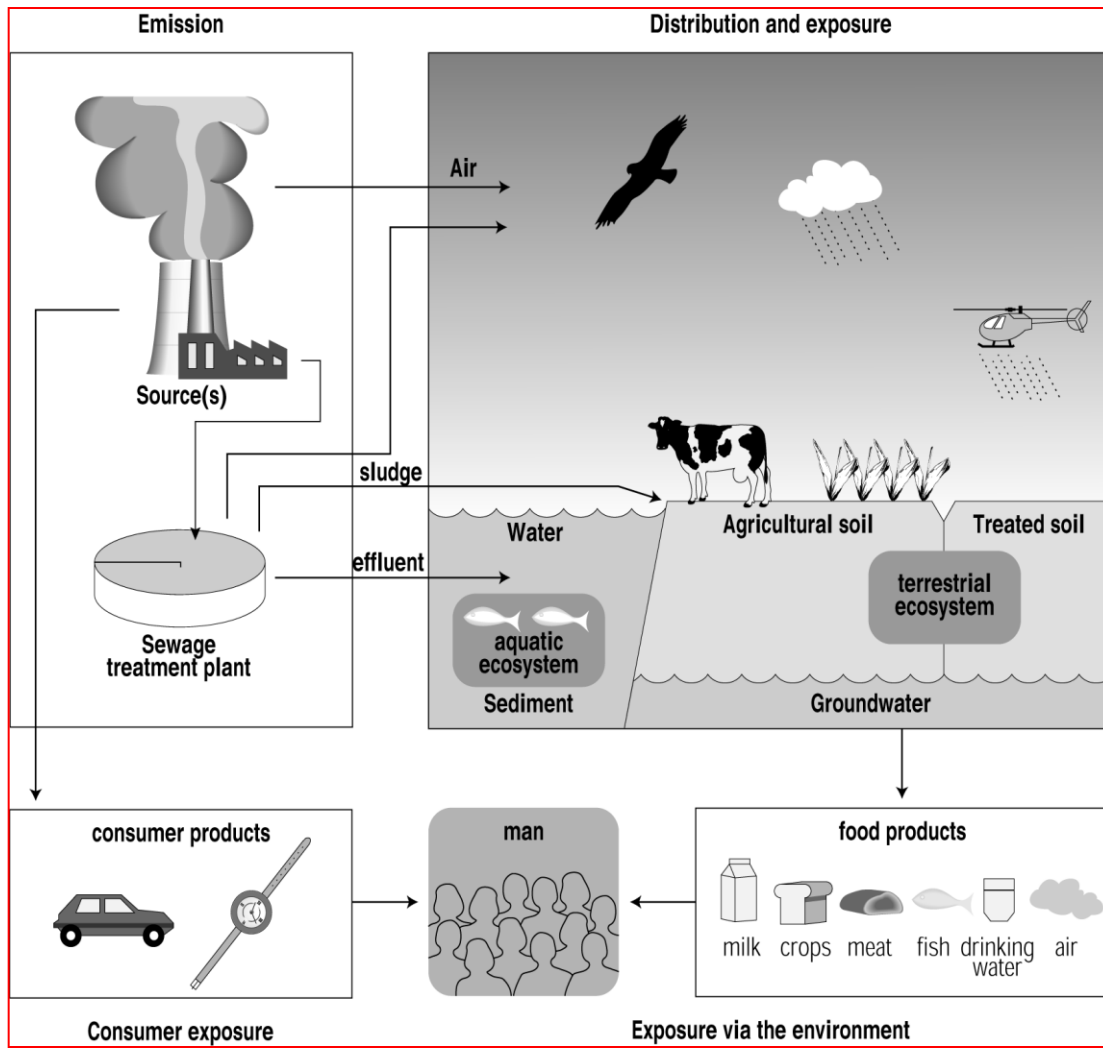 Emission
Distribution and exposure
Air
Source(s)
sludge
Water
Agricultural soil
Treated soil
effluent
terrestrial
ecosystem
aquatic
ecosystem
Sewage
treatment plant
Sediment
Groundwater
consumer products
man
food products
milk
crops
meat
fish
drinking
water
air
Consumer exposure
Exposure via the environment